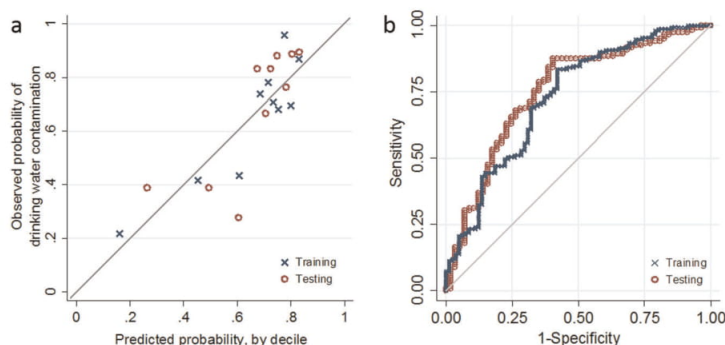 a
Observed probability of
drinking water contamination
1
.8
.6
.4
.2
0
0 .2 .4 .6 .8 1
Predicted probability, by decile
Training
Testing
b
Sensitivity
1.00
0.75
0.50
0.25
0.00
0.00 0.25 0.50 0.75 1.00
1-Specificity
Training
Testing